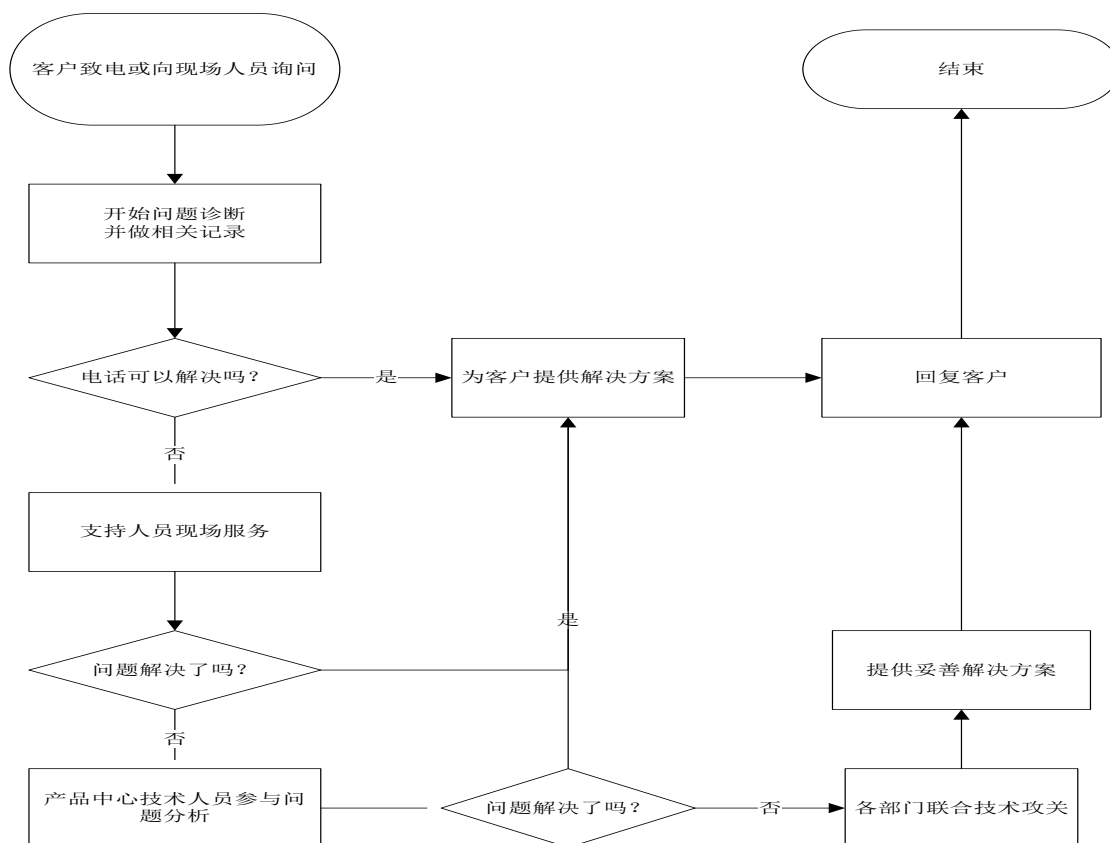 客户致电或向现场人员询问
结束
开始问题诊断
并做相关记录
电话可以解决吗?
是
为客户提供解决方案
回复客户
否
支持人员现场服务
是
问题解决了吗?
提供妥善解决方案
否
产品中心技术人员参与问
题分析
问题解决了吗?
否
各部门联合技术攻关